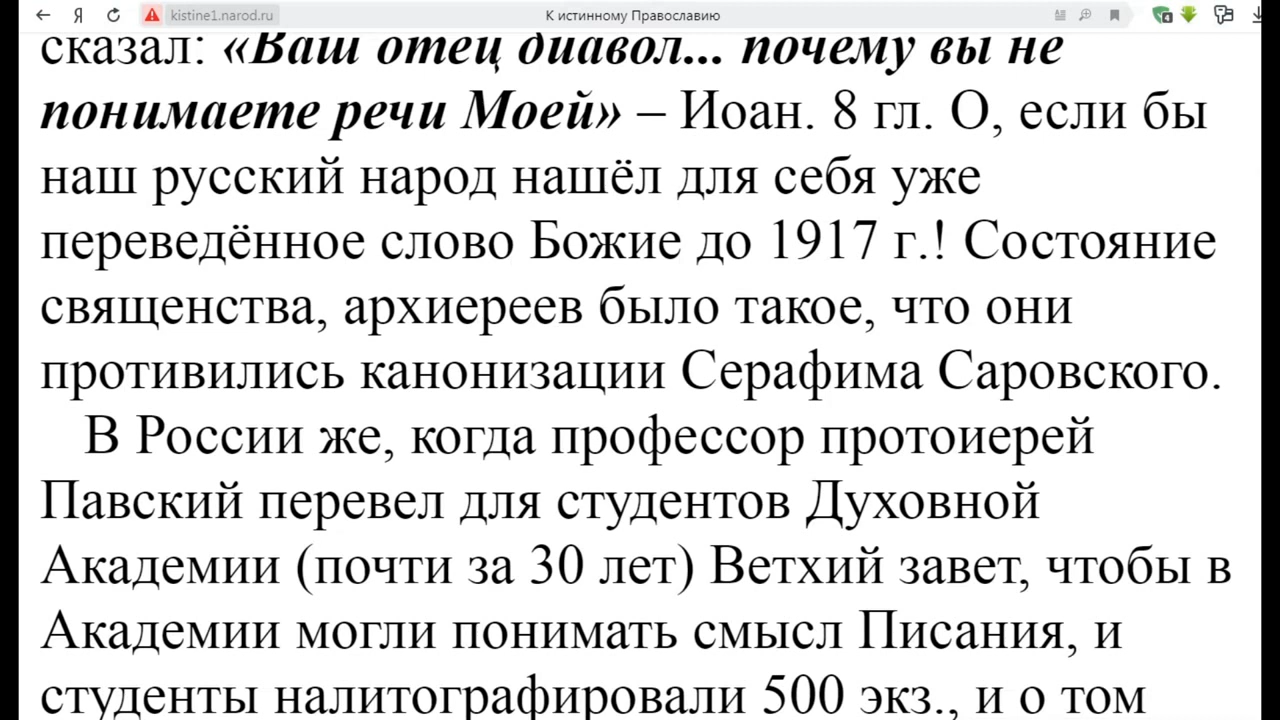 kistine1.narod.ru
К истинному Православию
сказал: «Ваш отец диавол... почему вы не
понимаете речи Моей» – Иоан. 8 гл. О, если бы
наш русский народ нашёл для себя уже
переведённое слово Божие до 1917 г.! Состояние
священства, архиереев было такое, что они
противились канонизации Серафима Саровского.
В России же, когда профессор протоиерей
Павский перевел для студентов Духовной
Академии (почти за 30 лет) Ветхий завет, чтобы в
Академии могли понимать смысл Писания, и
студенты налитографировали 500 экз., и о том